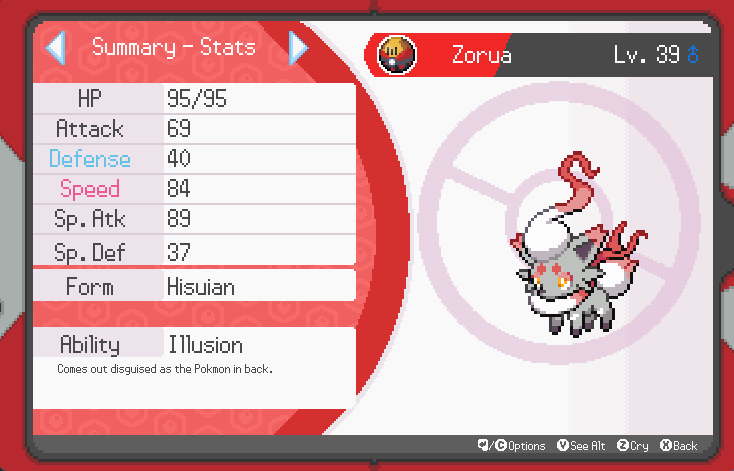 Summary - Stats
Zorua Lv. 39 ♂
HP 95/95
Attack 69
Defense 40
Speed 84
Sp. Atk 89
Sp. Def 37
Form Hisuian
Ability Illusion
Comes out disguised as the Pokmon in back.
/C Options V See Alt Z Cry X Back